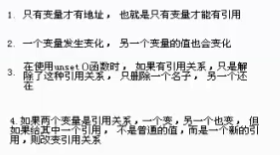 1. 只有变量才有地址，也就是只有变量才能有引用
2. 一个变量发生变化，另一个变量的值也会变化
3. 在使用unset()函数时，如果有引用关系，只是解
除了这种引用关系，只删除一个名子，另一个还
在
4.如果两个变量是引用关系，一个变，另一个也变，但
如果给其中一个引用，不是普通的值，而是一个新的引
用，则改变引用关系